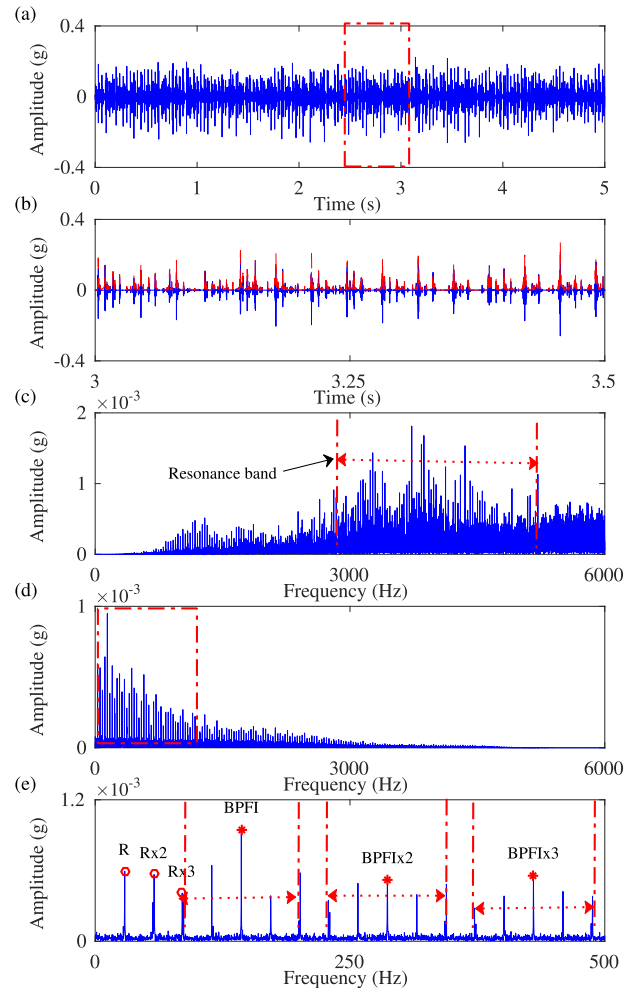 (a)
0.4
0
-0.4
Amplitude (g)
0 1 2 3 4 5
Time (s)
(b)
0.4
0
-0.4
Amplitude (g)
3 3.25 3.5
Time (s)
(c)
×10⁻³
2
1
0
Amplitude (g)
Resonance band
0 3000 6000
Frequency (Hz)
(d)
×10⁻³
1
0
Amplitude (g)
0 3000 6000
Frequency (Hz)
(e)
×10⁻³
1.2
0
Amplitude (g)
R Rx2 Rx3 BPFI BPFIx2 BPFIx3
0 250 500
Frequency (Hz)